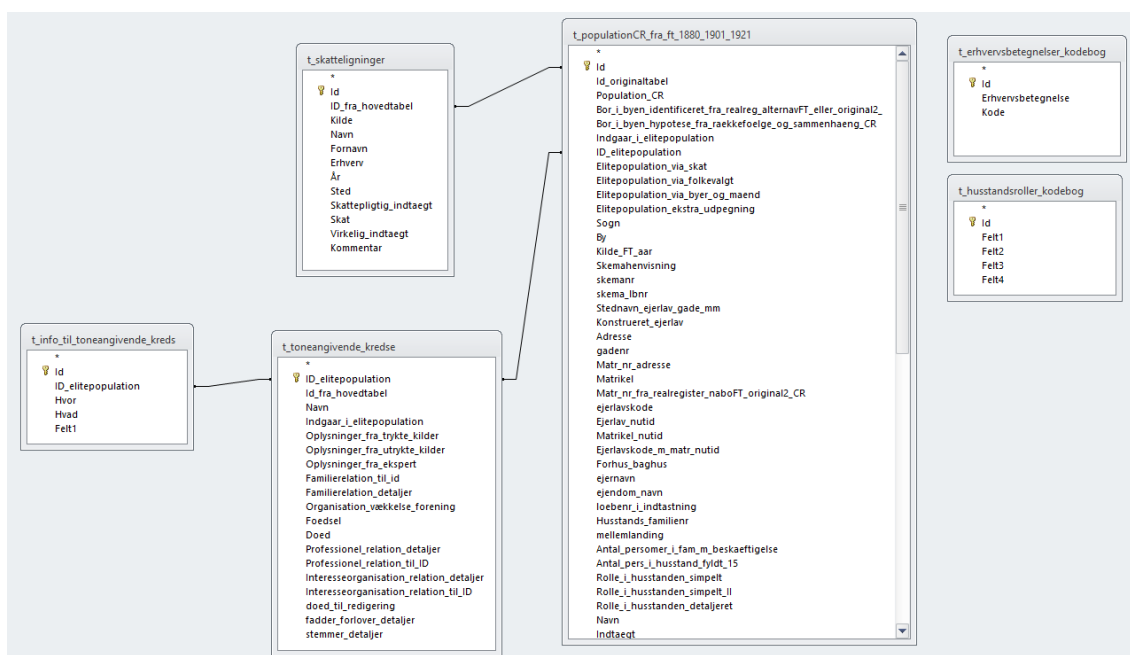 t_skatteligninger
*
Id
ID_fra_hovedtabel
Kilde
Navn
Fornavn
Erhverv
År
Sted
Skattepligtig_indtaegt
Skat
Virkelig_indtaegt
Kommentar
t_populationCR_fra_ft_1880_1901_1921
*
Id
Id_originaltabel
Population_CR
Bor_i_byen_identificeret_fra_realreg_alternavFT_eller_original2_
Bor_i_byen_hypotese_fra_raekkefoelge_og_sammenhaeng_CR
Indgaar_i_elitepopulation
ID_elitepopulation
Elitepopulation_via_skat
Elitepopulation_via_folkevalgt
Elitepopulation_via_byer_og_maend
Elitepopulation_ekstra_udpegning
Sogn
By
Kilde_FT_aar
Skemahenvisning
skemanr
skema_lbnr
Stednavn_ejerlav_gade_mm
Konstrueret_ejerlav
Adresse
gadenr
Matr_nr_adresse
Matrikel
Matr_nr_fra_realregister_naboFT_original2_CR
ejerlavskode
Ejerlav_nutid
Matrikel_nutid
Ejerlavskode_m_matr_nutid
Forhus_baghus
ejernavn
ejendom_navn
loebenr_i_indtastning
Husstands_familienr
mellemlanding
Antal_personer_i_fam_m_beskaeftigelse
Antal_pers_i_husstand_fyldt_15
Rolle_i_husstanden_simpelt
Rolle_i_husstanden_simpelt_II
Rolle_i_husstanden_detaljeret
Navn
Indtaegt
t_erhvervsbetegnelser_kodebog
*
Id
Erhvervsbetegnelse
Kode
t_husstandsroller_kodebog
*
Id
Felt1
Felt2
Felt3
Felt4
t_info_til_toneangivende_kreds
*
Id
ID_elitepopulation
Hvor
Hvad
Felt1
t_toneangivende_kredse
*
ID_elitepopulation
Id_fra_hovedtabel
Navn
Indgaar_i_elitepopulation
Oplysninger_fra_trykte_kilder
Oplysninger_fra_utrykte_kilder
Oplysninger_fra_ekspert
Familierelation_til_id
Familierelation_detaljer
Organisation_vækkelse_forening
Foedsel
Doed
Professionel_relation_detaljer
Professionel_relation_til_ID
Interesseorganisation_relation_detaljer
Interesseorganisation_relation_til_ID
doed_til_redigering
fadder_forlover_detaljer
stemmer_detaljer